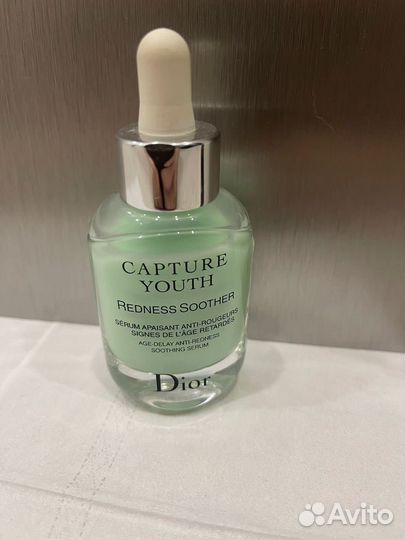 CAPTURE
YOUTH
REDNESS SOOTHER
SÉRUM APAISANT ANTI-ROUGEURS
SIGNES DE L'ÂGE RETARDÉS
AGE-DELAY ANTI-REDNESS
SOOTHING SERUM
Dior
Avito